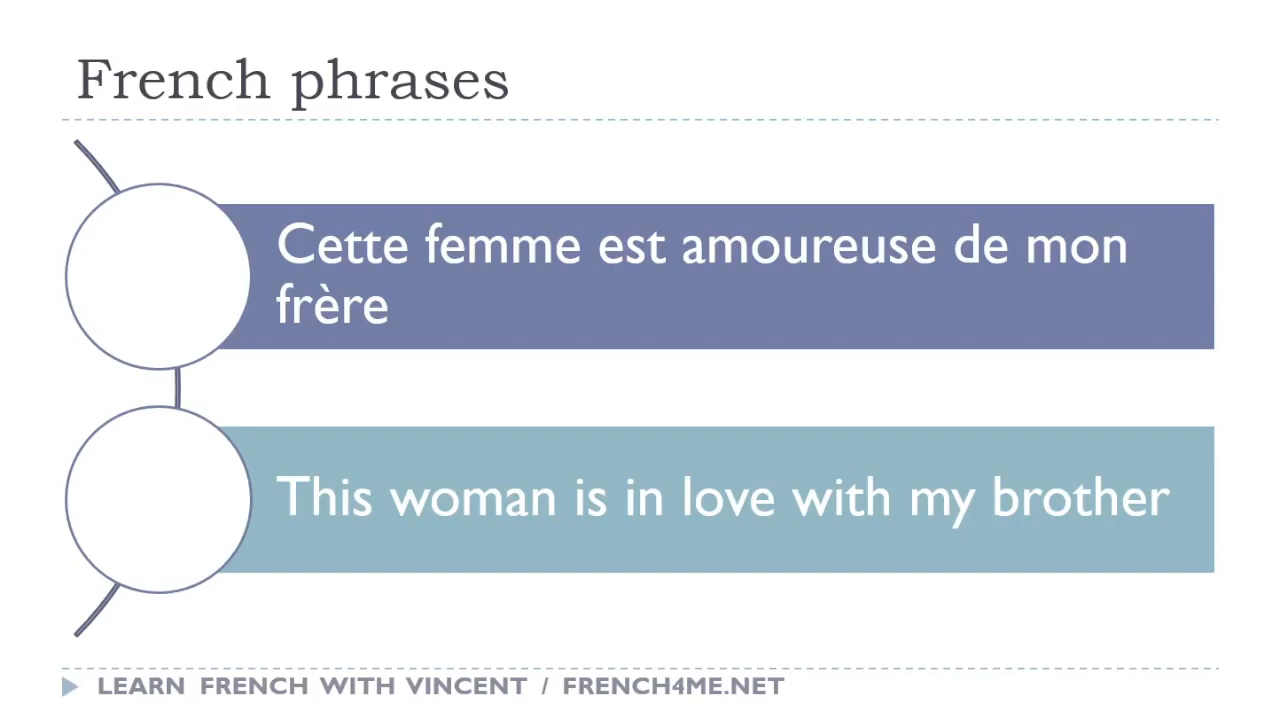 French phrases
Cette femme est amoureuse de mon
frère
This woman is in love with my brother
LEARN FRENCH WITH VINCENT / FRENCH4ME.NET